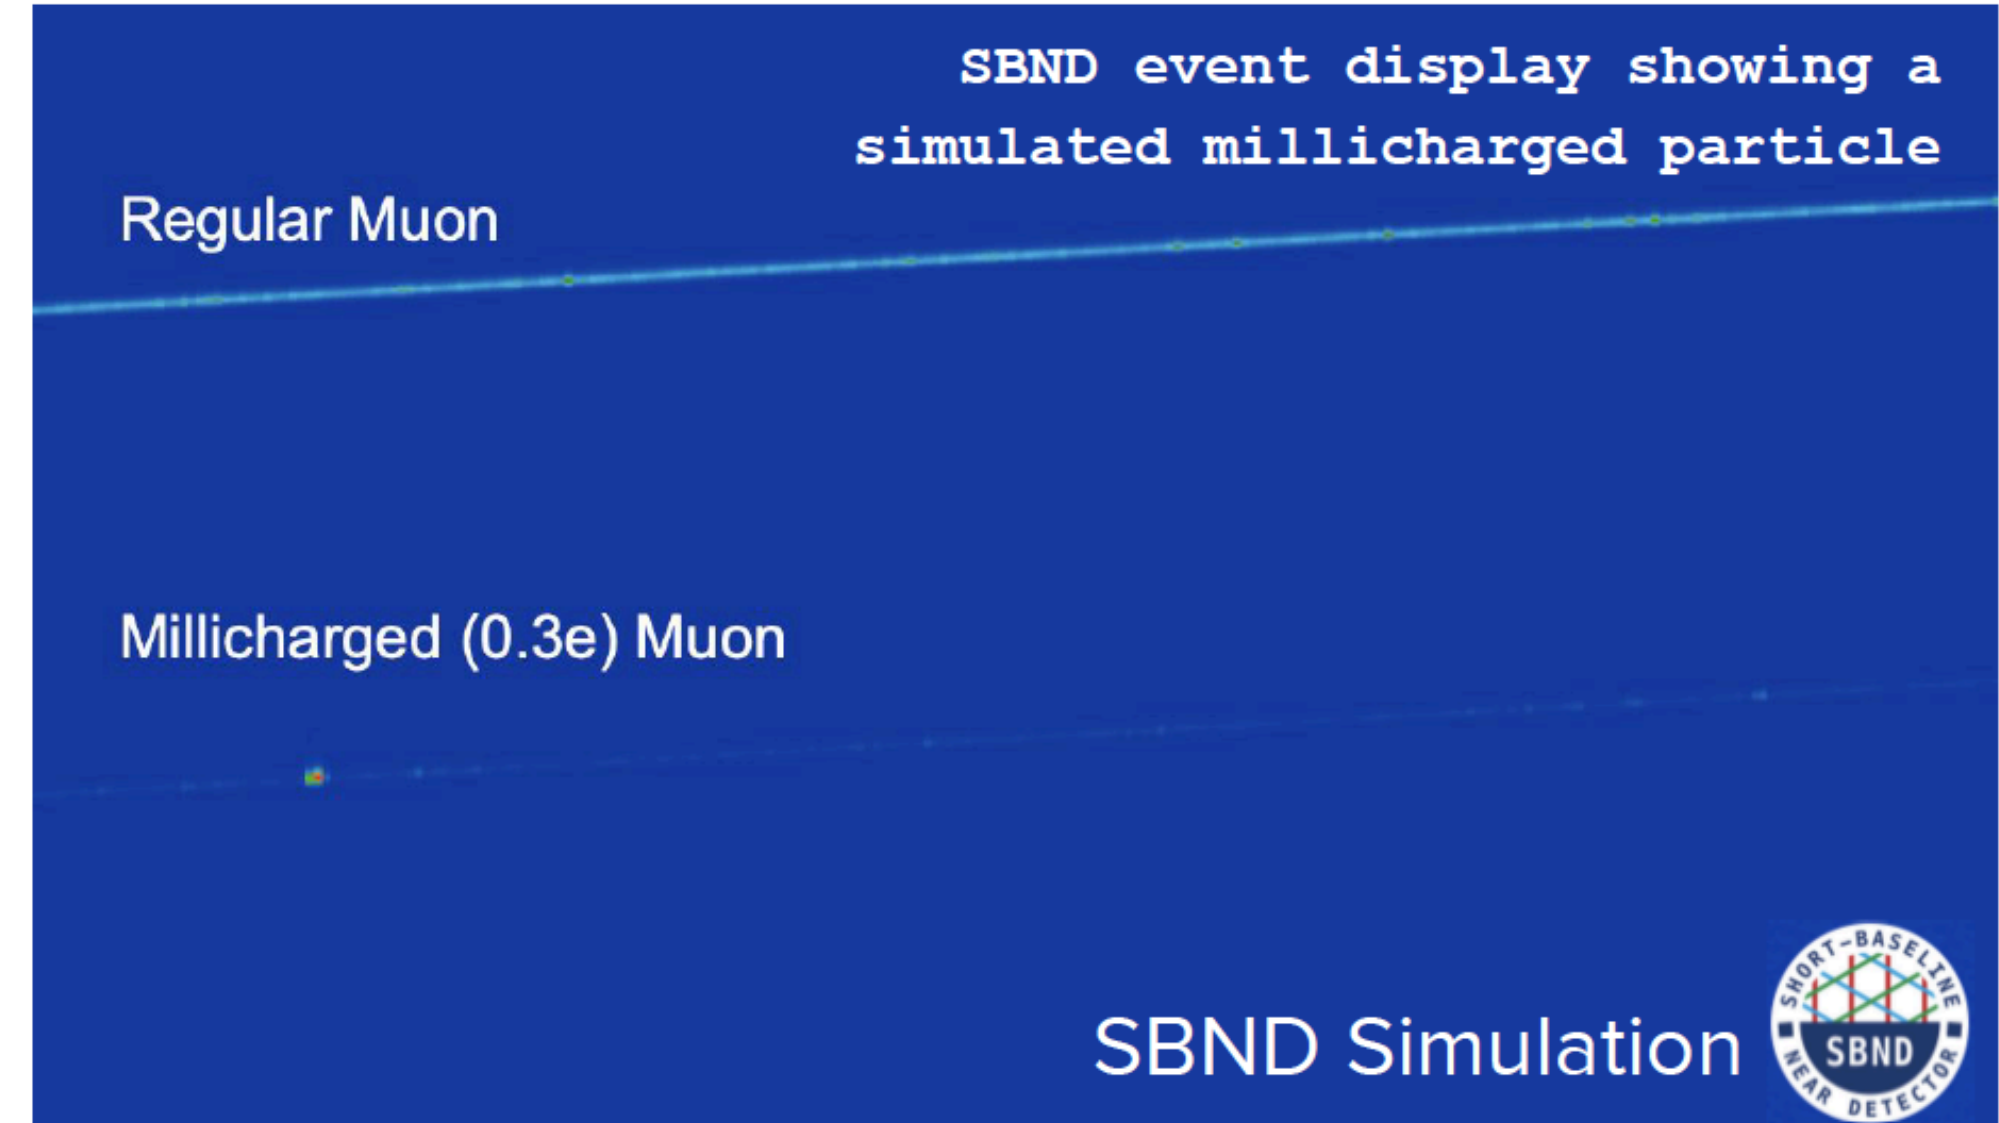 SBND event display showing a
simulated millicharged particle
Regular Muon
Millicharged (0.3e) Muon
SBND Simulation
SHORT-BASELINE
SBND
NEAR DETECTOR